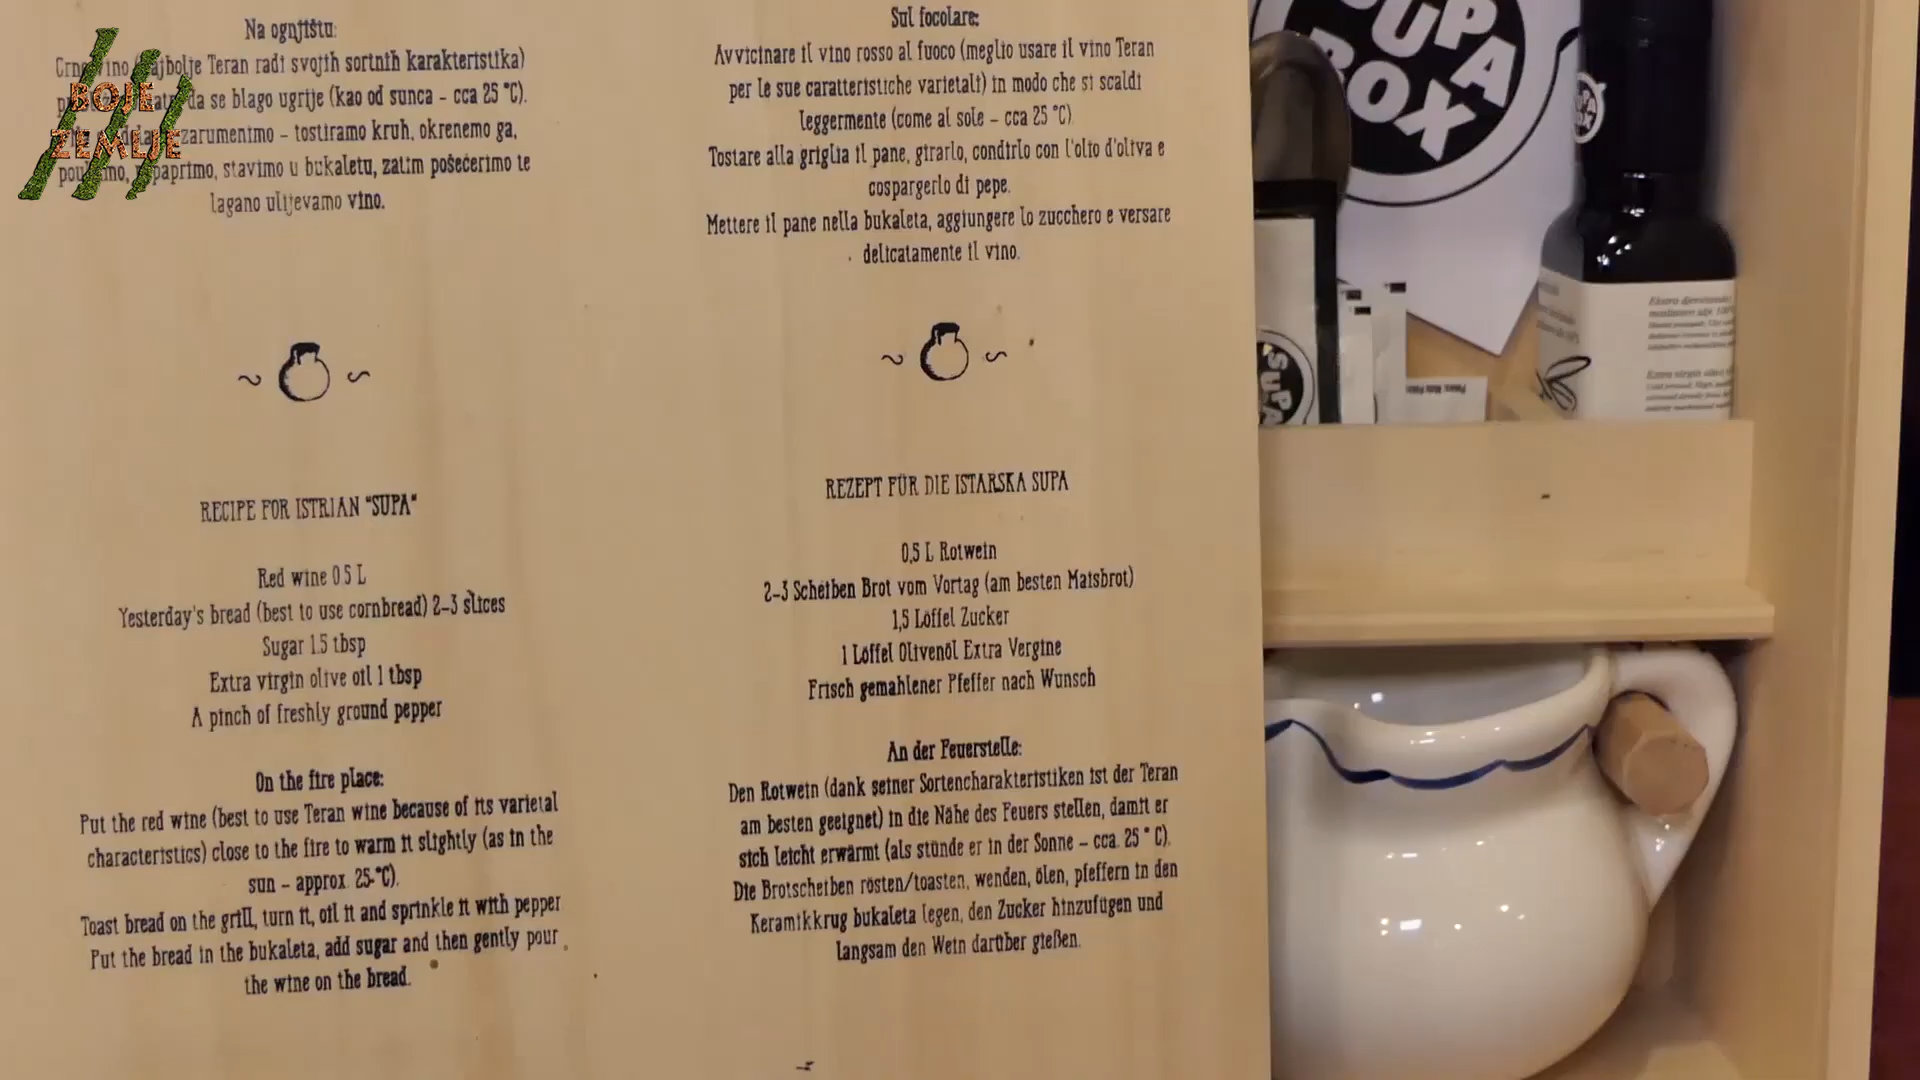 Na ognjištu:
Crno vino (najbolje Teran radi svojih sortnih karakteristika)
da se blago ugrije (kao od sunca – cca 25 °C).
zarumenimo – tostiramo kruh, okrenemo ga,
popaprimo, stavimo u bukaletu, zatim pošećerimo te
lagano ulijevamo vino.
Sul focolare:
Avvicinare il vino rosso al fuoco (meglio usare il vino Teran
per le sue caratteristiche varietali) in modo che si scaldi
leggermente (come al sole – cca 25 °C)
Tostare alla griglia il pane, girarlo, condirlo con l'olio d'oliva e
cospargerlo di pepe.
Mettere il pane nella bukaleta, aggiungere lo zucchero e versare
delicatamente il vino.
RECIPE FOR ISTRIAN "SUPA"
Red wine 0 5 L
Yesterday's bread (best to use cornbread) 2–3 slices
Sugar 1.5 tbsp
Extra virgin olive oil 1 tbsp
A pinch of freshly ground pepper
On the fire place:
Put the red wine (best to use Teran wine because of its varietal
characteristics) close to the fire to warm it slightly (as in the
sun – approx. 25 °C).
Toast bread on the grill, turn it, oil it and sprinkle it with pepper
Put the bread in the bukaleta, add sugar and then gently pour
the wine on the bread.
REZEPT FÜR DIE ISTARSKA SUPA
0,5 L Rotwein
2–3 Scheiben Brot vom Vortag (am besten Maisbrot)
1,5 Löffel Zucker
1 Löffel Olivenöl Extra Vergine
Frisch gemahlener Pfeffer nach Wunsch
An der Feuerstelle:
Den Rotwein (dank seiner Sortencharakteristiken ist der Teran
am besten geeignet) in die Nähe des Feuers stellen, damit er
sich leicht erwärmt (als stünde er in der Sonne – cca. 25 ° C).
Die Brotscheiben rösten/toasten, wenden, ölen, pfeffern in den
Keramikkrug bukaleta legen, den Zucker hinzufügen und
langsam den Wein darüber gießen.
BOJE
ZEMLJE
SUPA
BOX
SUPA
Ekstra djevičansko
maslinovo ulje 100%
Extra virgin olive